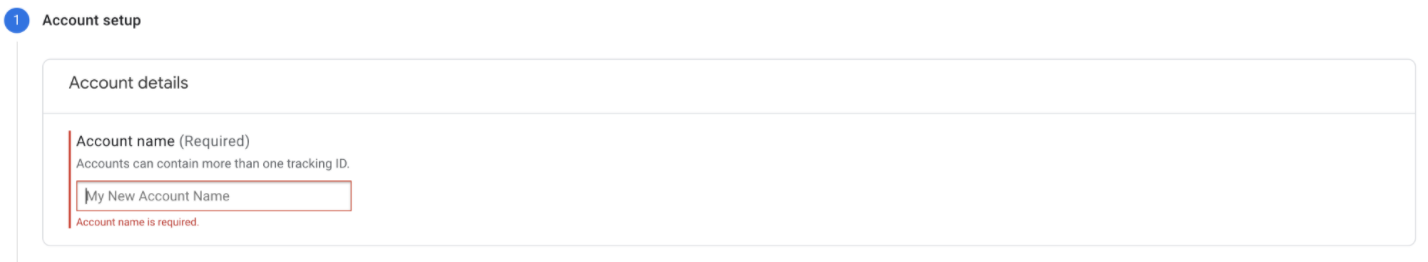 1 Account setup
Account details
Account name (Required)
Accounts can contain more than one tracking ID.
My New Account Name
Account name is required.